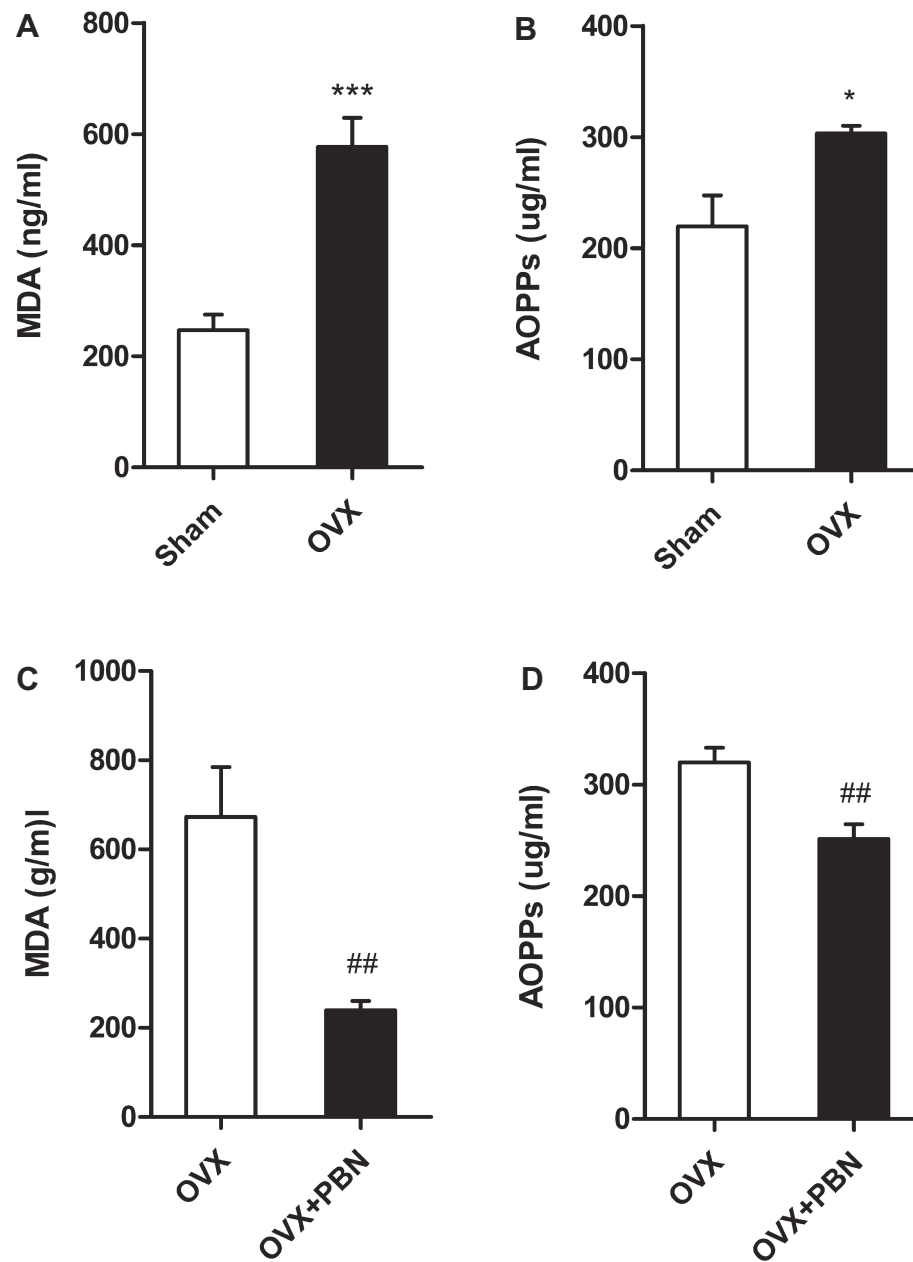 A
MDA (ng/ml)
800
600
400
200
0
***
Sham
OVX
B
AOPPs (ug/ml)
400
300
200
100
0
*
Sham
OVX
C
MDA (g/m)l
1000
800
600
400
200
0
##
OVX
OVX+PBN
D
AOPPs (ug/ml)
400
300
200
100
0
##
OVX
OVX+PBN